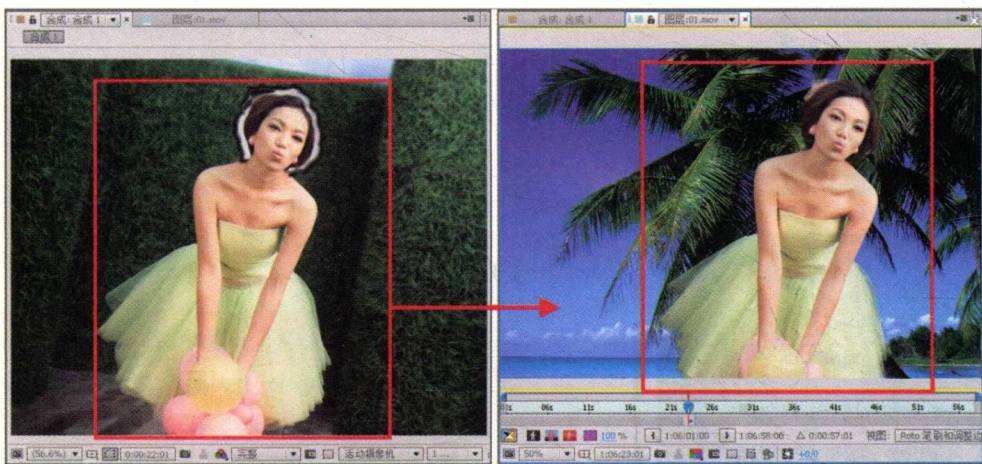 合成: 合成 1
图层:01.mov
合成 1
(56.6%)
0:00:22:01
完整
活动摄像机
1 ...
合成: 合成 1
图层:01.mov
01s 06s 11s 16s 21s 26s 31s 36s 41s 46s 51s 56s
100 %
1:06:01:00
1:06:58:00
Δ 0:00:57:01
视图:
Roto 笔刷和调整边
50%
1:06:23:01
+0.0